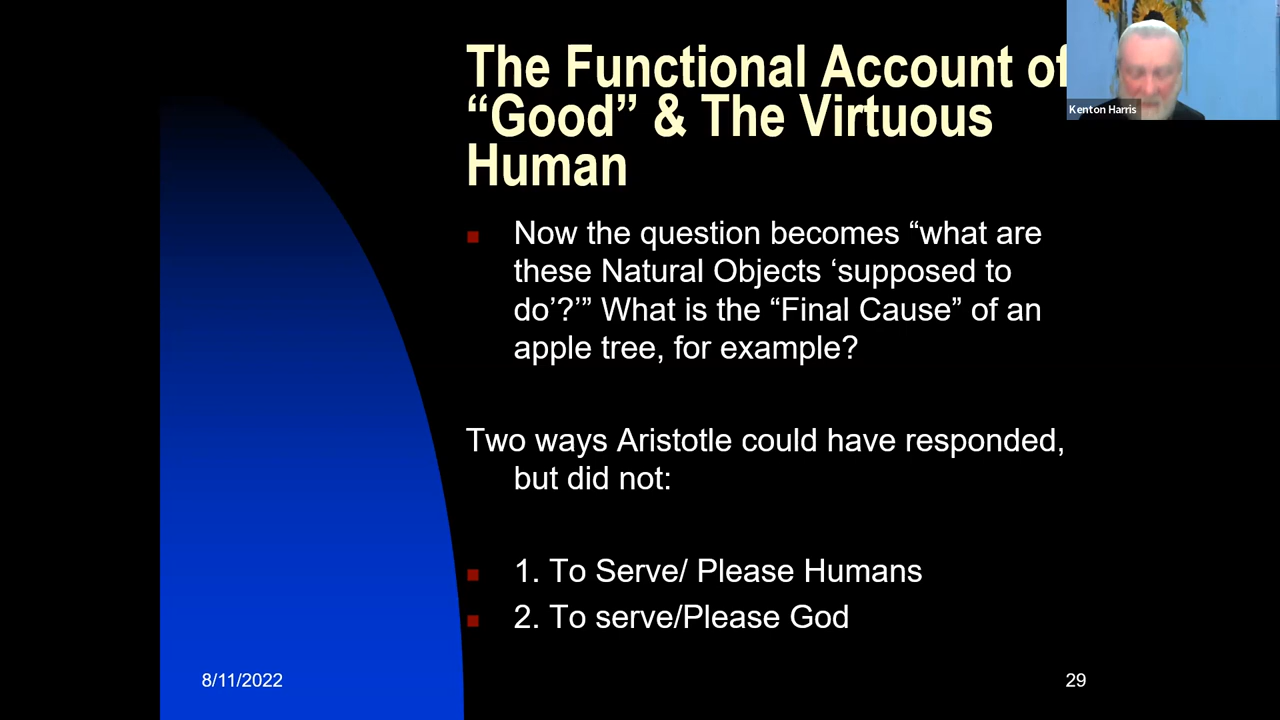 The Functional Account of
“Good” & The Virtuous
Human
Kenton Harris
Now the question becomes “what are
these Natural Objects ‘supposed to
do’?’” What is the “Final Cause” of an
apple tree, for example?
Two ways Aristotle could have responded,
but did not:
1. To Serve/ Please Humans
2. To serve/Please God
8/11/2022
29